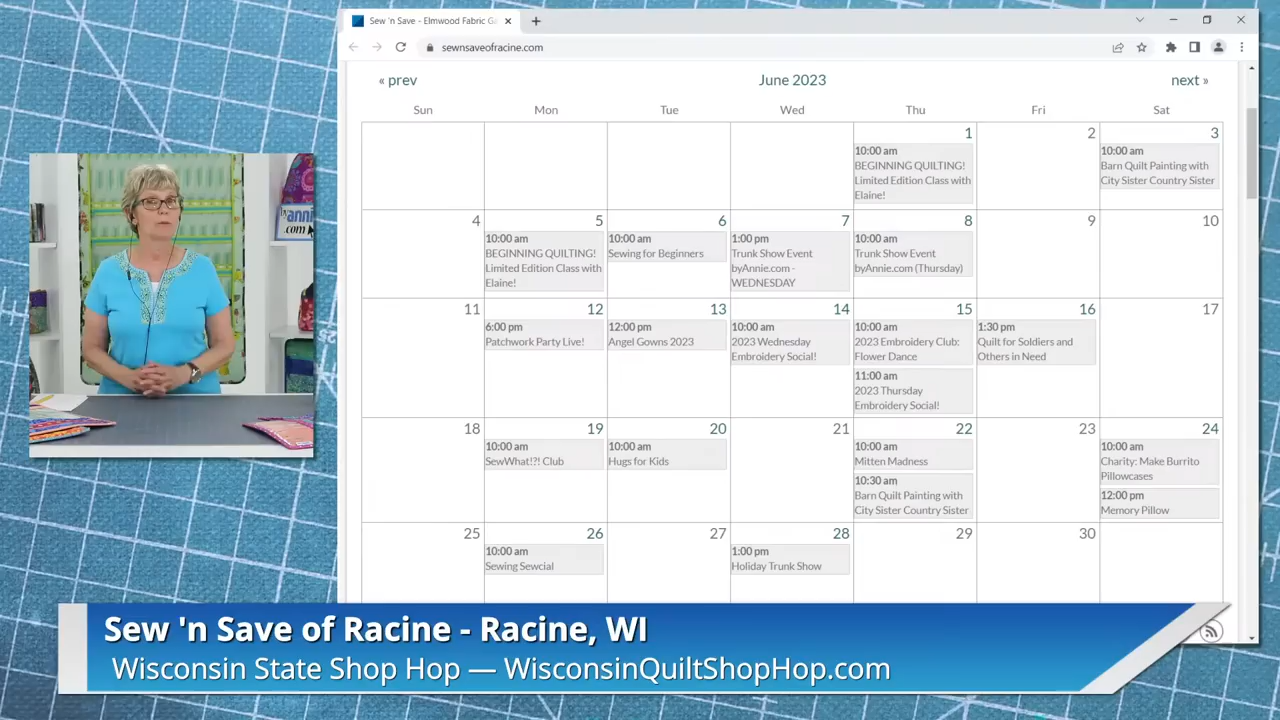 Sew 'n Save - Elmwood Fabric Ga
sewnsaveofracine.com
« prev
June 2023
next »
Sun Mon Tue Wed Thu Fri Sat
1
10:00 am
BEGINNING QUILTING!
Limited Edition Class with
Elaine!
2
3
10:00 am
Barn Quilt Painting with
City Sister Country Sister
4
5
10:00 am
BEGINNING QUILTING!
Limited Edition Class with
Elaine!
6
10:00 am
Sewing for Beginners
7
1:00 pm
Trunk Show Event
byAnnie.com -
WEDNESDAY
8
10:00 am
Trunk Show Event
byAnnie.com (Thursday)
9
10
11
12
6:00 pm
Patchwork Party Live!
13
12:00 pm
Angel Gowns 2023
14
10:00 am
2023 Wednesday
Embroidery Social!
15
10:00 am
2023 Embroidery Club:
Flower Dance
11:00 am
2023 Thursday
Embroidery Social!
16
1:30 pm
Quilt for Soldiers and
Others in Need
17
18
19
10:00 am
SewWhat!?! Club
20
10:00 am
Hugs for Kids
21
22
10:00 am
Mitten Madness
10:30 am
Barn Quilt Painting with
City Sister Country Sister
23
24
10:00 am
Charity: Make Burrito
Pillowcases
12:00 pm
Memory Pillow
25
26
10:00 am
Sewing Sewcial
27
28
1:00 pm
Holiday Trunk Show
29
30
by
annie
.com
Sew 'n Save of Racine - Racine, WI
Wisconsin State Shop Hop — WisconsinQuiltShopHop.com